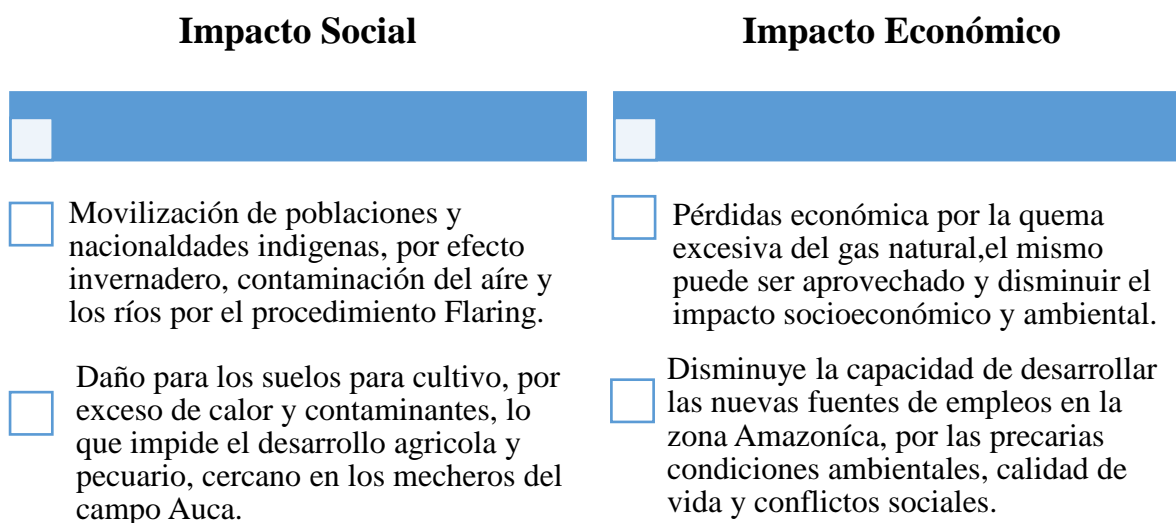 Impacto Social
Movilización de poblaciones y
nacionaldades indigenas, por efecto
invernadero, contaminación del aíre y
los ríos por el procedimiento Flaring.
Daño para los suelos para cultivo, por
exceso de calor y contaminantes, lo
que impide el desarrollo agricola y
pecuario, cercano en los mecheros del
campo Auca.
Impacto Económico
Pérdidas económica por la quema
excesiva del gas natural,el mismo
puede ser aprovechado y disminuir el
impacto socioeconómico y ambiental.
Disminuye la capacidad de desarrollar
las nuevas fuentes de empleos en la
zona Amazoníca, por las precarias
condiciones ambientales, calidad de
vida y conflictos sociales.